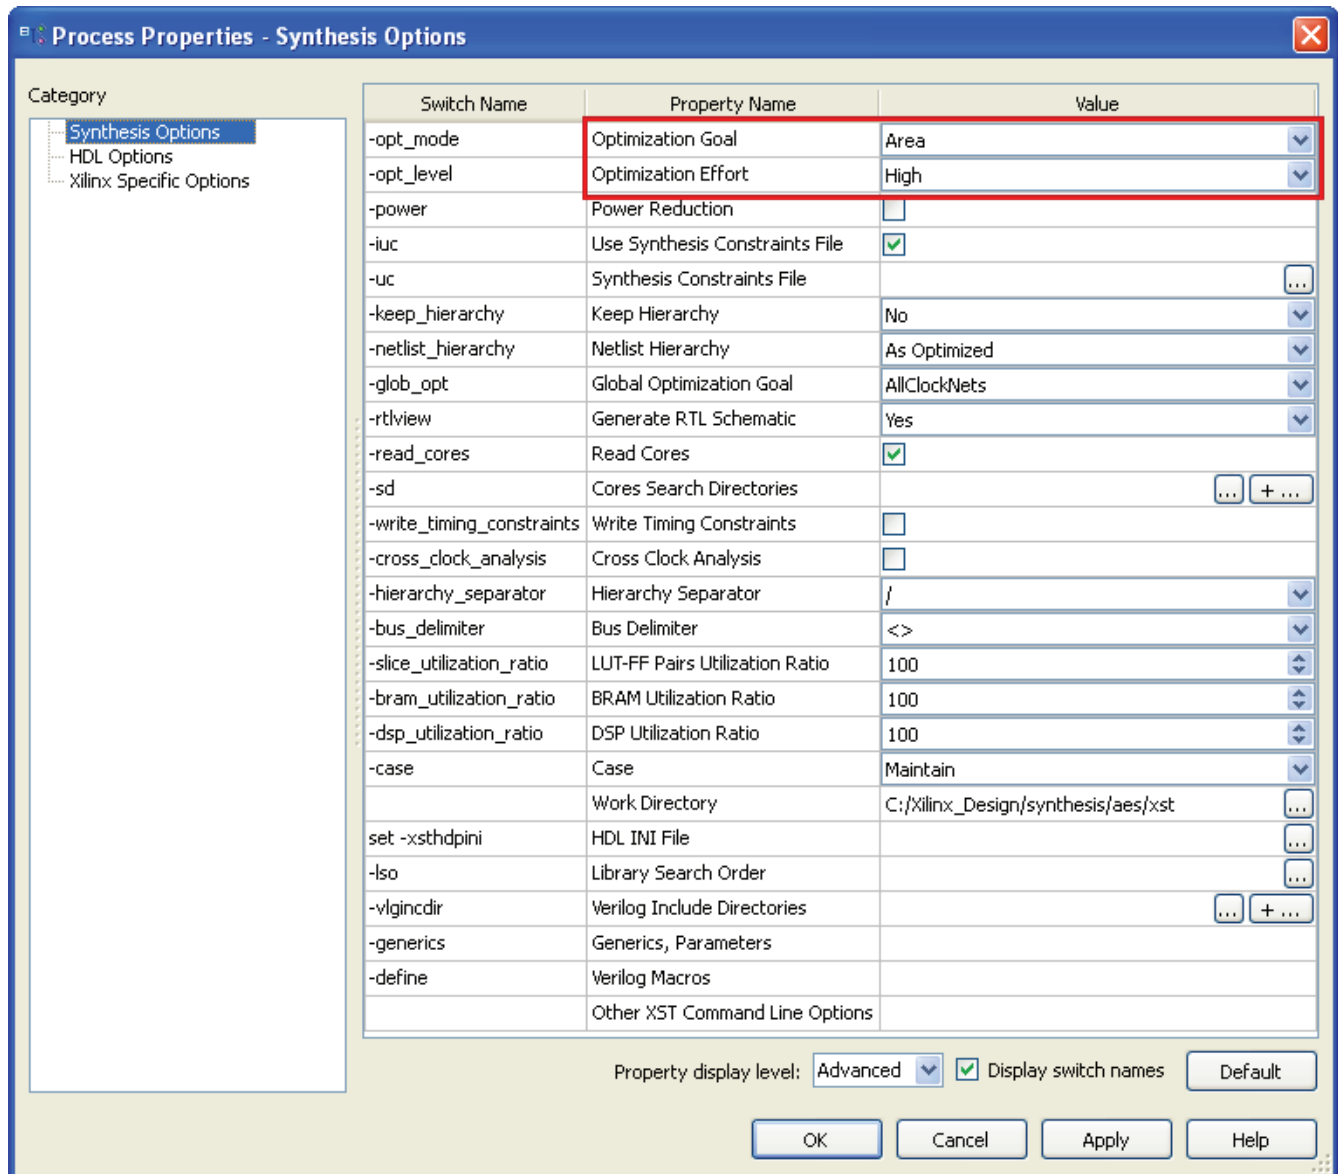 Process Properties - Synthesis Options
Category
Synthesis Options
HDL Options
Xilinx Specific Options
Switch Name Property Name Value
-opt_mode Optimization Goal Area
-opt_level Optimization Effort High
-power Power Reduction
-iuc Use Synthesis Constraints File
-uc Synthesis Constraints File ...
-keep_hierarchy Keep Hierarchy No
-netlist_hierarchy Netlist Hierarchy As Optimized
-glob_opt Global Optimization Goal AllClockNets
-rtlview Generate RTL Schematic Yes
-read_cores Read Cores
-sd Cores Search Directories ... + ...
-write_timing_constraints Write Timing Constraints
-cross_clock_analysis Cross Clock Analysis
-hierarchy_separator Hierarchy Separator /
-bus_delimiter Bus Delimiter <>
-slice_utilization_ratio LUT-FF Pairs Utilization Ratio 100
-bram_utilization_ratio BRAM Utilization Ratio 100
-dsp_utilization_ratio DSP Utilization Ratio 100
-case Case Maintain
Work Directory C:/Xilinx_Design/synthesis/aes/xst ...
set -xsthdpini HDL INI File ...
-lso Library Search Order ...
-vlgincdir Verilog Include Directories ... + ...
-generics Generics, Parameters
-define Verilog Macros
Other XST Command Line Options
Property display level: Advanced Display switch names Default
OK Cancel Apply Help